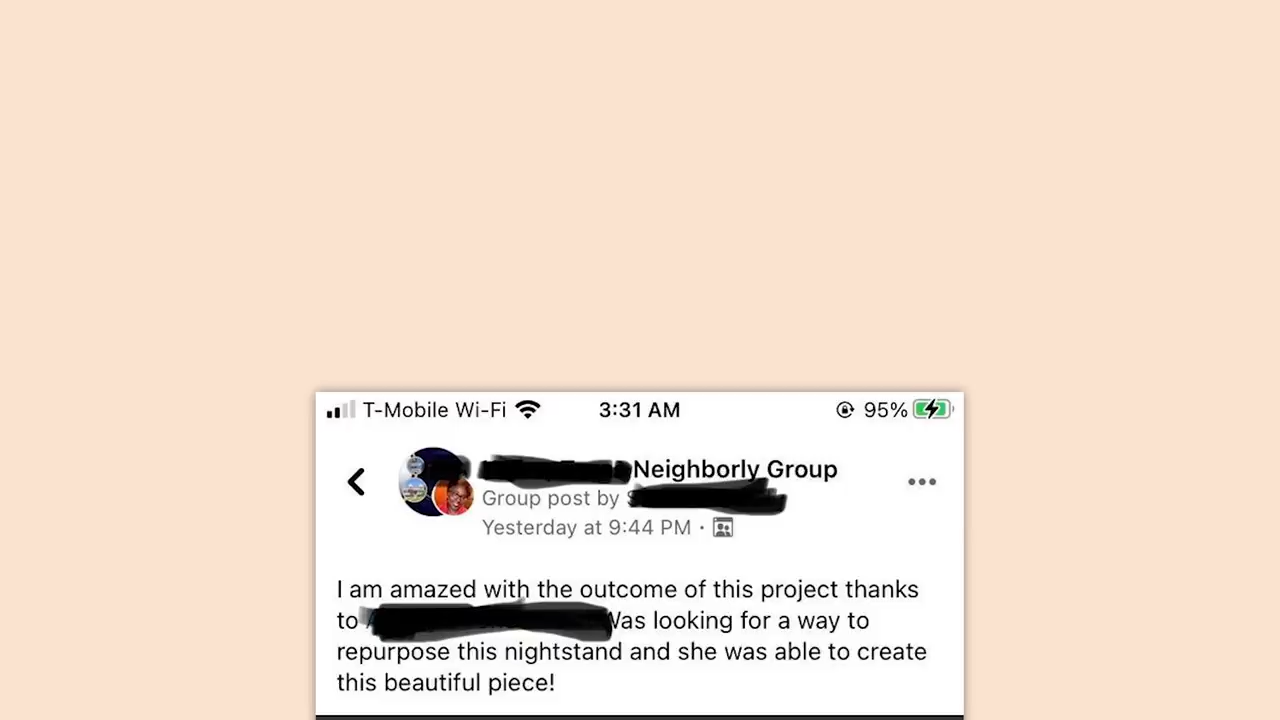 T-Mobile Wi-Fi 3:31 AM 95%
Neighborly Group
Group post by
Yesterday at 9:44 PM ·
I am amazed with the outcome of this project thanks
to Was looking for a way to
repurpose this nightstand and she was able to create
this beautiful piece!